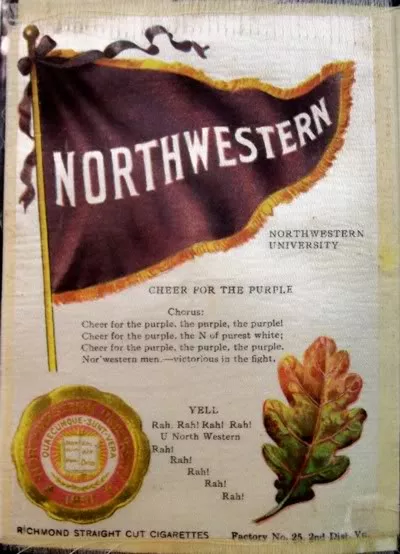 NORTHWESTERN
NORTHWESTERN
UNIVERSITY
CHEER FOR THE PURPLE
Chorus:
Cheer for the purple, the purple, the purple!
Cheer for the purple, the N of purest white;
Cheer for the purple, the purple, the purple,
Nor'western men,—victorious in the fight.
QUAECUMQUE·SUNT·VERA
YELL
Rah! Rah! Rah! Rah!
U North Western
Rah!
Rah!
Rah!
Rah!
Rah!
RICHMOND STRAIGHT CUT CIGARETTES
Factory No. 25, 2nd Dist. Va.